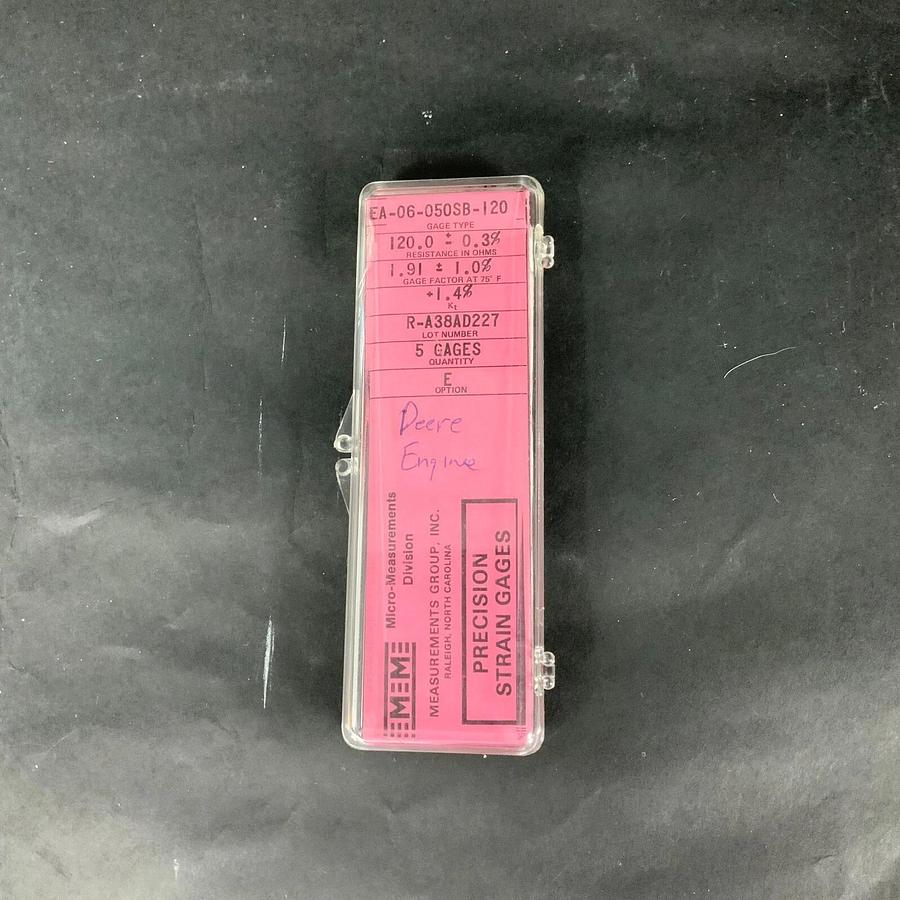 EA-06-050SB-120
GAGE TYPE
120.0 ± 0.3%
RESISTANCE IN OHMS
1.91 ± 1.0%
GAGE FACTOR AT 75° F
+1.4%
Kt
R-A38AD227
LOT NUMBER
5 GAGES
QUANTITY
E
OPTION
Deere
Engine
MM
Micro-Measurements
Division
MEASUREMENTS GROUP, INC.
RALEIGH, NORTH CAROLINA
PRECISION
STRAIN GAGES